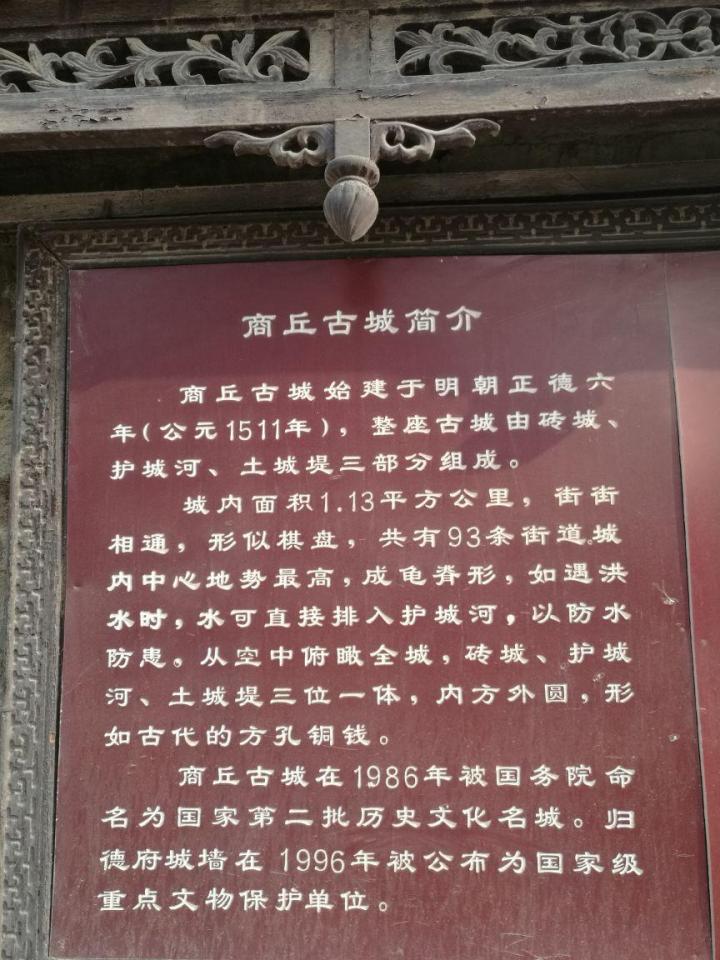 商丘古城简介
商丘古城始建于明朝正德六
年（公元1511年），整座古城由砖城、
护城河、土城堤三部分组成。
城内面积1.13平方公里，街街
相通，形似棋盘，共有93条街道。城
内中心地势最高，成龟脊形，如遇洪
水时，水可直接排入护城河，以防水
防患。从空中俯瞰全城，砖城、护城
河、土城堤三位一体，内方外圆，形
如古代的方孔铜钱。
商丘古城在1986年被国务院命
名为国家第二批历史文化名城。归
德府城墙在1996年被公布为国家级
重点文物保护单位。